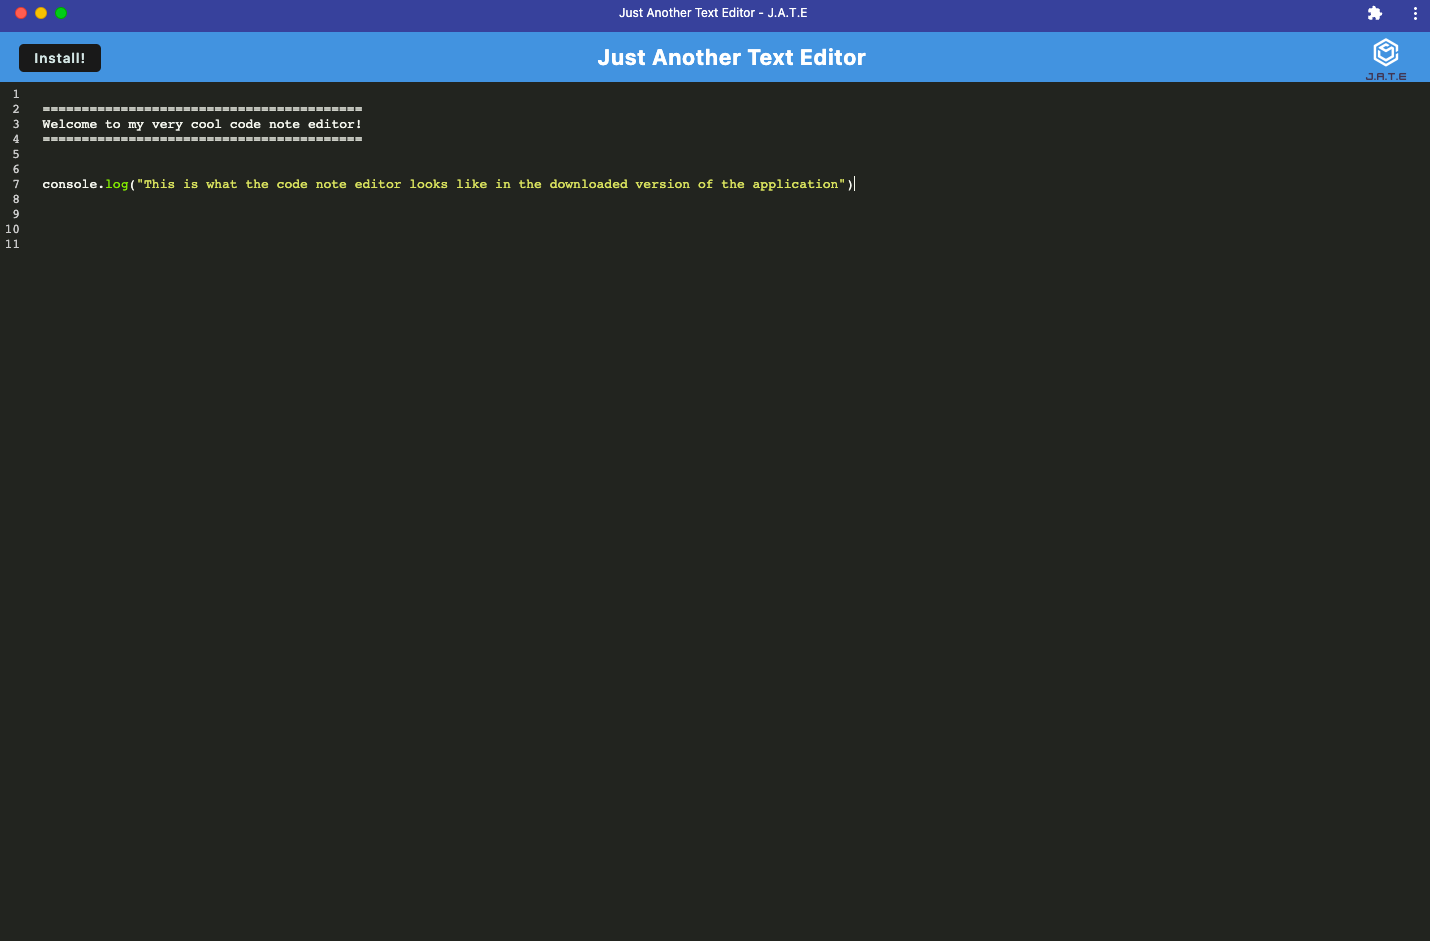 Just Another Text Editor - J.A.T.E
Install!
Just Another Text Editor
J.A.T.E
1
2 =========================================
3 Welcome to my very cool code note editor!
4 =========================================
5
6
7 console.log("This is what the code note editor looks like in the downloaded version of the application")
8
9
10
11